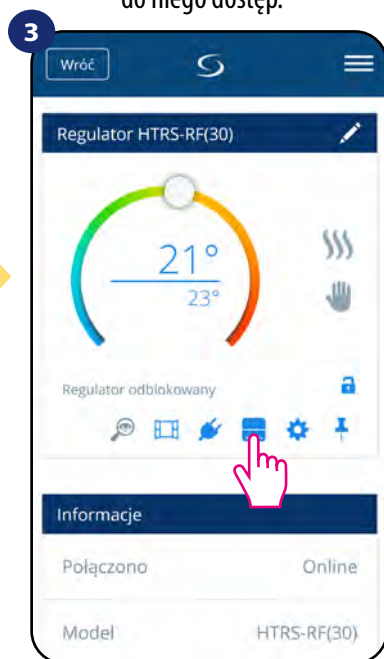 do niego dostęp.
3
Wróć
Regulator HTRS-RF(30)
21°
23°
Regulator odblokowany
Informacje
Połączono Online
Model HTRS-RF(30)